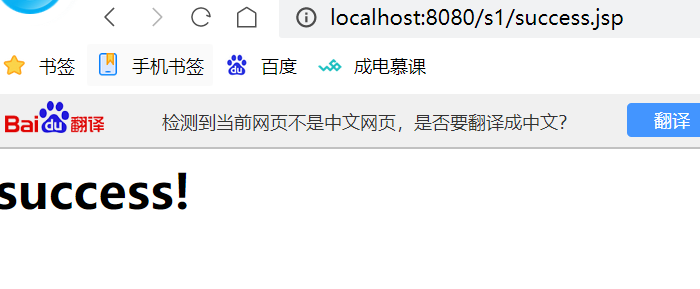 localhost:8080/s1/success.jsp
书签 手机书签 百度 成电慕课
Bai du 翻译 检测到当前网页不是中文网页，是否要翻译成中文？ 翻译
success!